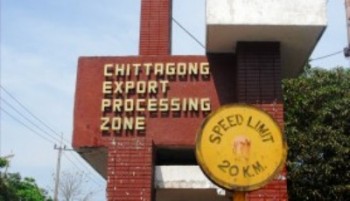 CHITTAGONG
EXPORT
PROCESSING
ZONE
SPEED LIMIT
20 K.M.